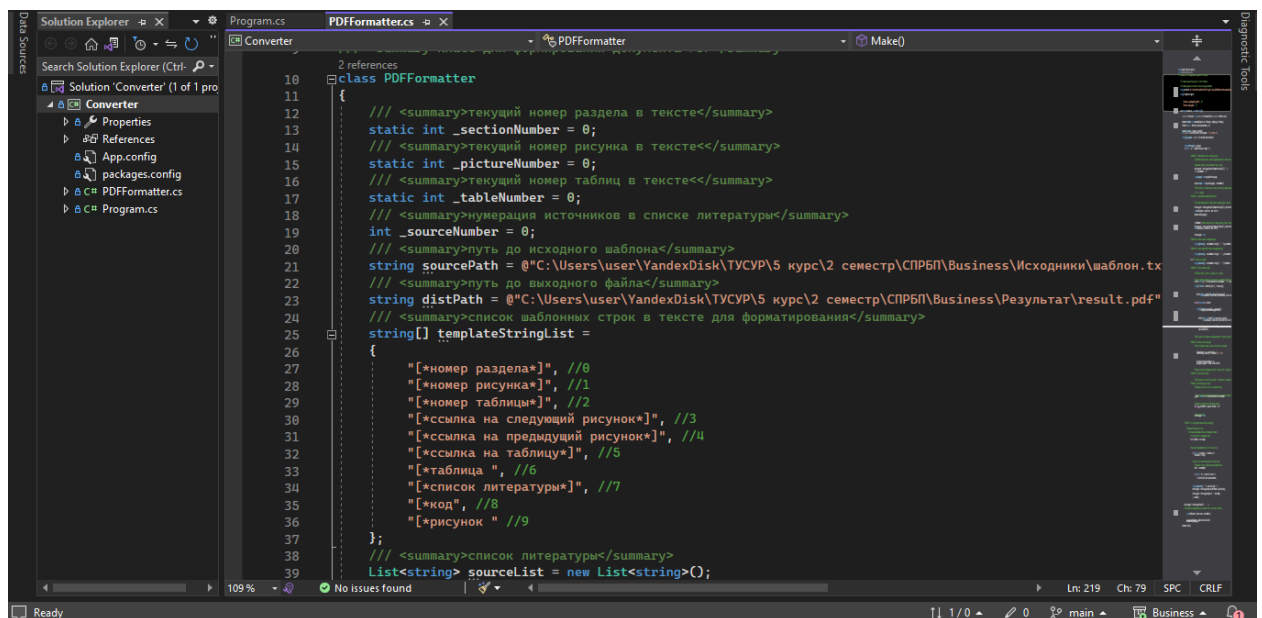 Data Sources
Solution Explorer
Search Solution Explorer (Ctrl-
Solution 'Converter' (1 of 1 pro
C# Converter
Properties
References
App.config
packages.config
C# PDFFormatter.cs
C# Program.cs
Program.cs
PDFFormatter.cs
C# Converter
PDFFormatter
Make()
2 references
10 class PDFFormatter
11 {
12 /// <summary>текущий номер раздела в тексте</summary>
13 static int _sectionNumber = 0;
14 /// <summary>текущий номер рисунка в тексте<</summary>
15 static int _pictureNumber = 0;
16 /// <summary>текущий номер таблиц в тексте<</summary>
17 static int _tableNumber = 0;
18 /// <summary>нумерация источников в списке литературы</summary>
19 int _sourceNumber = 0;
20 /// <summary>путь до исходного шаблона</summary>
21 string sourcePath = @"C:\Users\user\YandexDisk\ТУСУР\5 курс\2 семестр\СПРБП\Business\Исходники\шаблон.tx
22 /// <summary>путь до выходного файла</summary>
23 string distPath = @"C:\Users\user\YandexDisk\ТУСУР\5 курс\2 семестр\СПРБП\Business\Результат\result.pdf"
24 /// <summary>список шаблонных строк в тексте для форматирования</summary>
25 string[] templateStringList =
26 {
27 "[*номер раздела*]", //0
28 "[*номер рисунка*]", //1
29 "[*номер таблицы*]", //2
30 "[*ссылка на следующий рисунок*]", //3
31 "[*ссылка на предыдущий рисунок*]", //4
32 "[*ссылка на таблицу*]", //5
33 "[*таблица ", //6
34 "[*список литературы*]", //7
35 "[*код", //8
36 "[*рисунок " //9
37 };
38 /// <summary>список литературы</summary>
39 List<string> sourceList = new List<string>();
109 %
No issues found
Ln: 219 Ch: 79 SPC CRLF
Ready
1 / 0
0
main
Business
1
Diagnostic Tools